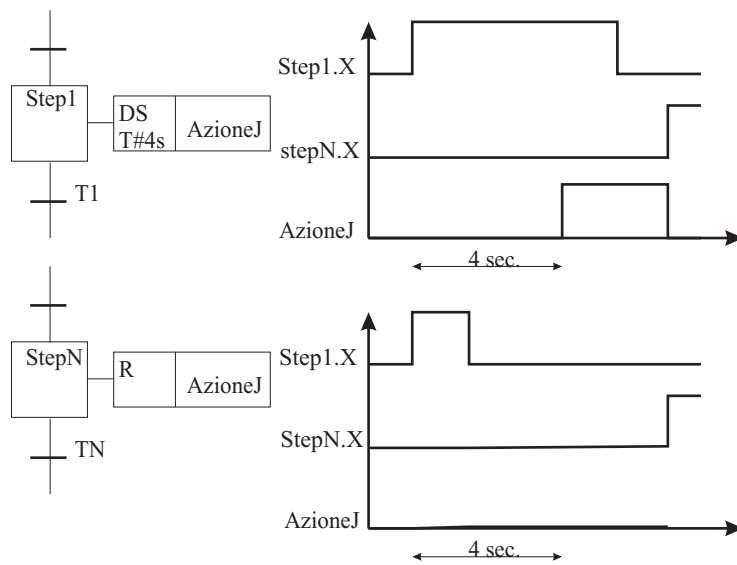 Step1
DS
T#4s
AzioneJ
T1
Step1.X
stepN.X
AzioneJ
4 sec.
StepN
R
AzioneJ
TN
Step1.X
StepN.X
AzioneJ
4 sec.